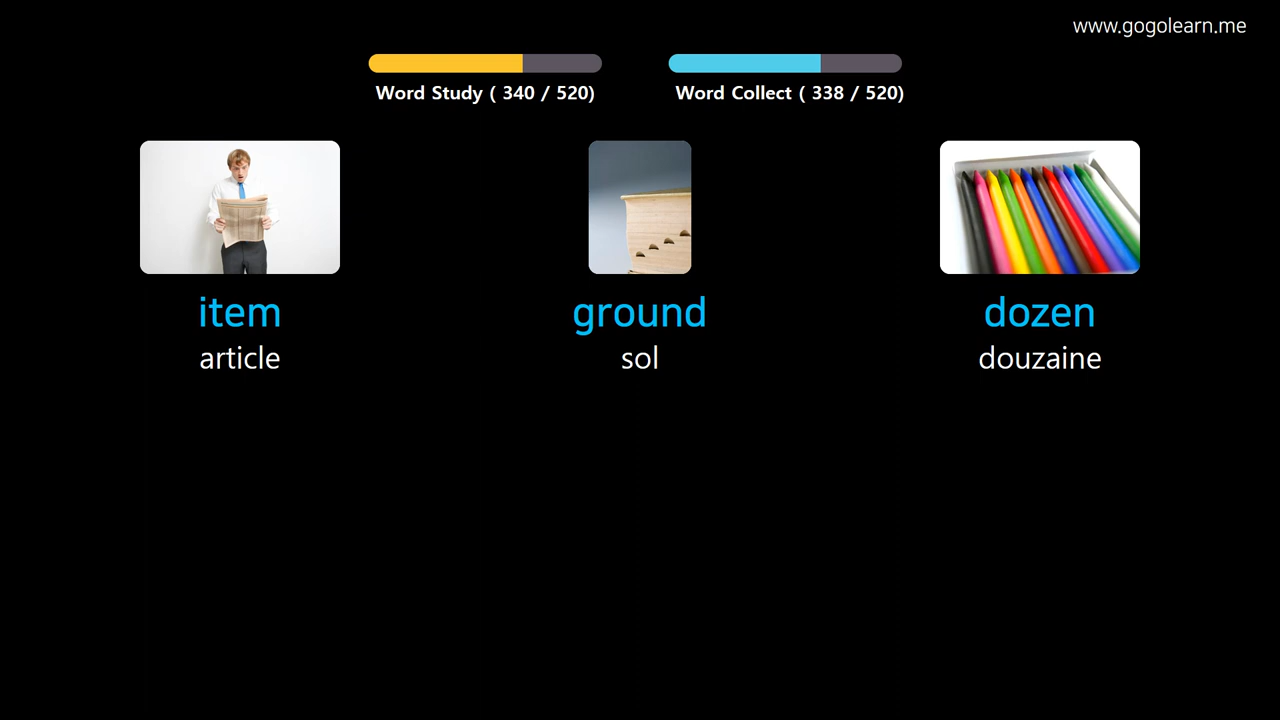 www.gogolearn.me
Word Study ( 340 / 520)
Word Collect ( 338 / 520)
item
ground
dozen
article
sol
douzaine